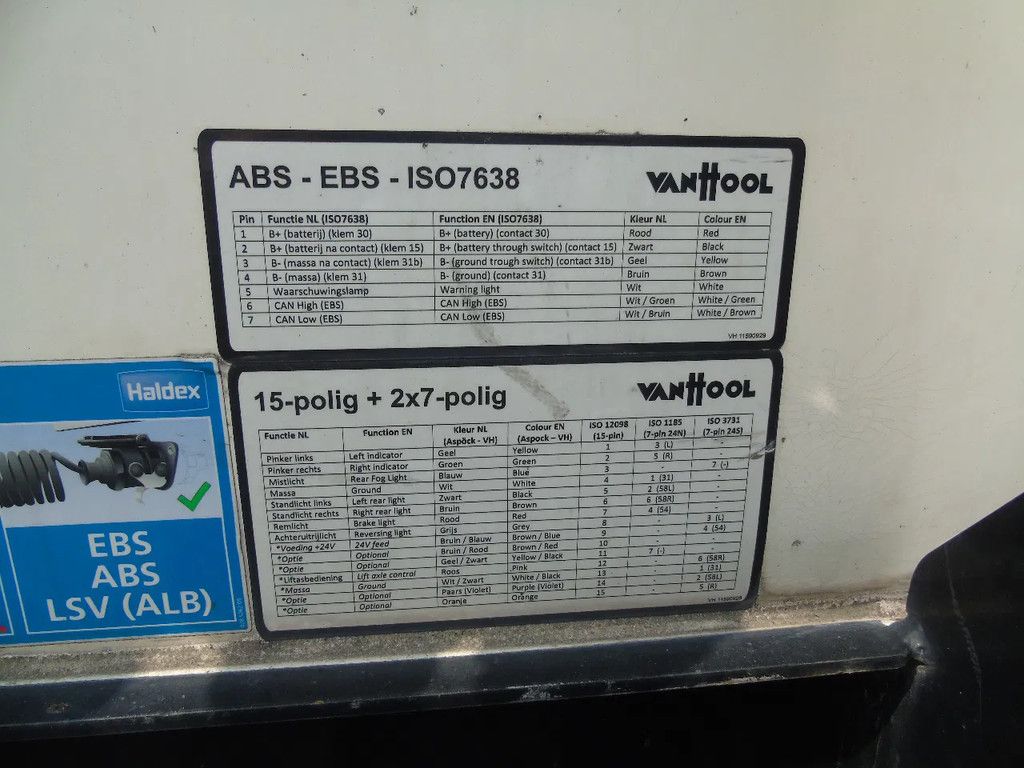 ABS - EBS - ISO7638 VANHOOL
Pin Functie NL (ISO7638) Function EN (ISO7638) Kleur NL Colour EN
1 B+ (batterij) (klem 30) B+ (battery) (contact 30) Rood Red
2 B+ (batterij na contact) (klem 15) B+ (battery through switch) (contact 15) Zwart Black
3 B- (massa na contact) (klem 31b) B- (ground trough switch) (contact 31b) Geel Yellow
4 B- (massa) (klem 31) B- (ground) (contact 31) Bruin Brown
5 Waarschuwingslamp Warning light Wit White
6 CAN High (EBS) CAN High (EBS) Wit / Groen White / Green
7 CAN Low (EBS) CAN Low (EBS) Wit / Bruin White / Brown
VH 11590929
Haldex
EBS
ABS
LSV (ALB)
15-polig + 2x7-polig VANHOOL
Functie NL Function EN Kleur NL (Aspöck - VH) Colour EN (Aspock – VH) ISO 12098 (15-pin) ISO 1185 (7-pin 24N) ISO 3731 (7-pin 24S)
Pinker links Left indicator Geel Yellow 1 3 (L) -
Pinker rechts Right indicator Groen Green 2 5 (R) -
Mistlicht Rear Fog Light Blauw Blue 3 - 7 (-)
Massa Ground Wit White 4 1 (31) -
Standlicht links Left rear light Zwart Black 5 2 (58L) -
Standlicht rechts Right rear light Bruin Brown 6 6 (58R) -
Remlicht Brake light Rood Red 7 4 (54) -
Achteruitrijlicht Reversing light Grijs Grey 8 - 3 (L)
*Voeding +24V 24V feed Bruin / Blauw Brown / Blue 9 - 4 (54)
*Optie Optional Bruin / Rood Brown / Red 10 - -
*Optie Optional Geel / Zwart Yellow / Black 11 7 (-) -
*Liftasbediening Lift axle control Roos Pink 12 - 6 (58R)
*Massa Ground Wit / Zwart White / Black 13 - 1 (31)
*Optie Optional Paars (Violet) Purple (Violet) 14 - 2 (58L)
*Optie Optional Oranje Orange 15 - 5 (R)